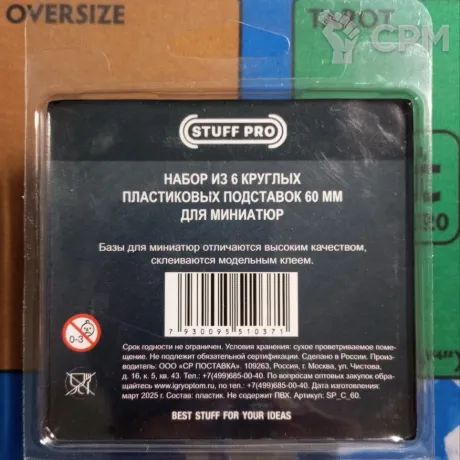 OVERSIZE
TAROT
CPM
STUFF PRO
НАБОР ИЗ 6 КРУГЛЫХ
ПЛАСТИКОВЫХ ПОДСТАВОК 60 ММ
ДЛЯ МИНИАТЮР
Базы для миниатюр отличаются высоким качеством,
склеиваются модельным клеем.
7 930095 510371
0-3
Срок годности не ограничен. Условия хранения: сухое проветриваемое поме-
щение. Не подлежит обязательной сертификации. Сделано в России. Произ-
водитель: ООО «СР ПОСТАВКА». 109263, Россия, г. Москва, ул. Чистова,
д. 16, к. 5, кв. 43. Тел.: +7(499)685-00-40. По вопросам оптовых закупок обра-
щаться: www.igryoptom.ru, по тел.: +7(499)685-00-40. Дата изготовления:
март 2025 г. Состав: пластик. Не содержит ПВХ. Артикул: SP_C_60.
BEST STUFF FOR YOUR IDEAS